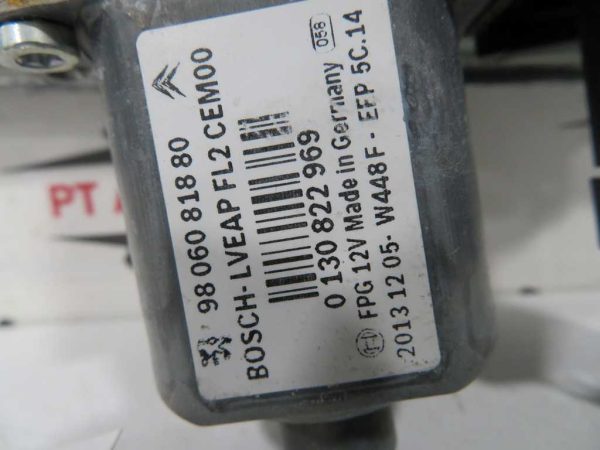 98 060 818 80
BOSCH-LVEAP FL2 CEM00
0 130 822 969
FPG 12V Made in Germany
058
2013 12 05- W448F - EFP 5C.14
PT